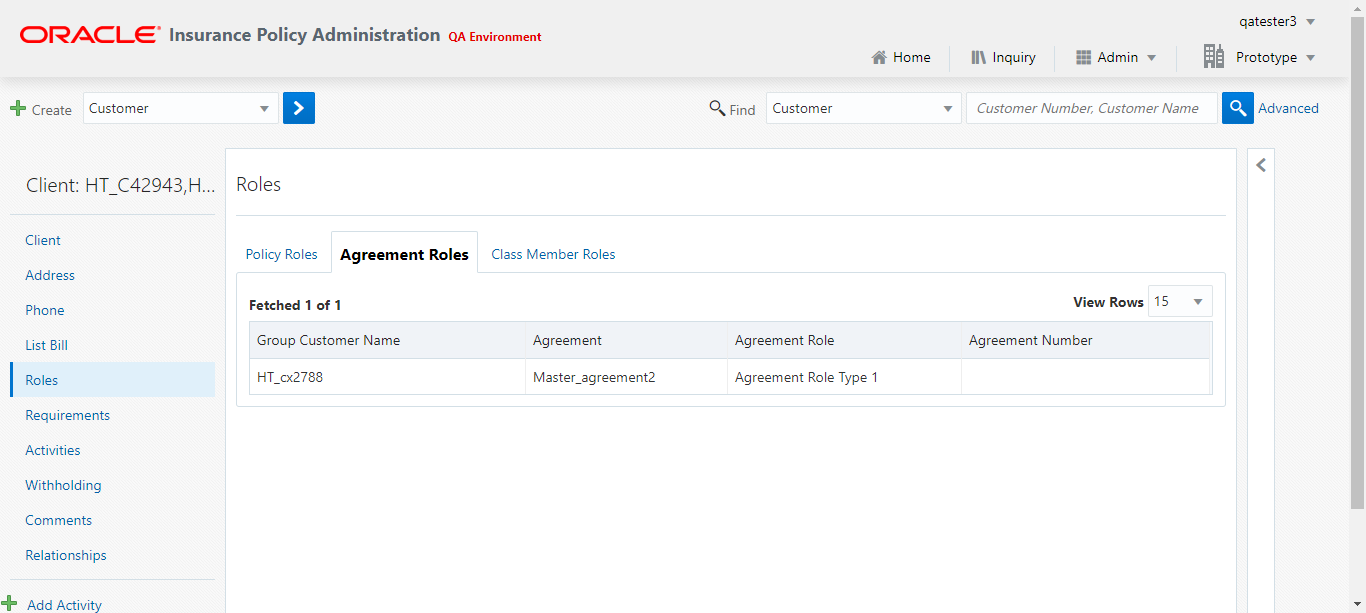 ORACLE® Insurance Policy Administration QA Environment
qatester3
Home Inquiry Admin Prototype
Create Customer
Find Customer Customer Number, Customer Name Advanced
Client: HT_C42943,H...
Client
Address
Phone
List Bill
Roles
Requirements
Activities
Withholding
Comments
Relationships
Add Activity
Roles
Policy Roles Agreement Roles Class Member Roles
Fetched 1 of 1 View Rows 15
Group Customer Name Agreement Agreement Role Agreement Number
HT_cx2788 Master_agreement2 Agreement Role Type 1